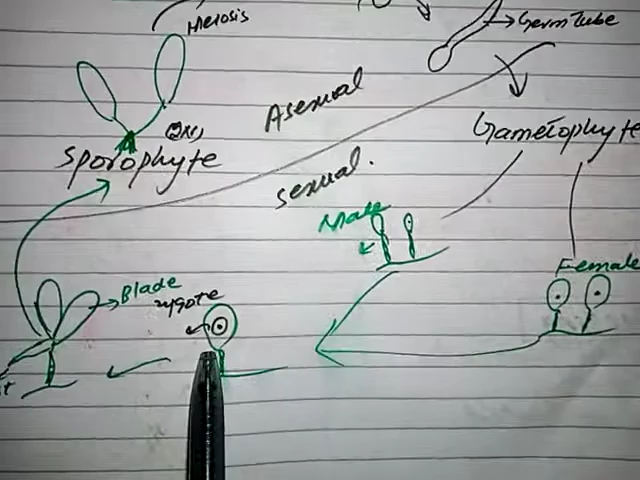 Meiosis
Germ Tube
Asexual
(2N)
Sporophyte
Gametophyte
sexual.
Male
Female
Blade
zygote